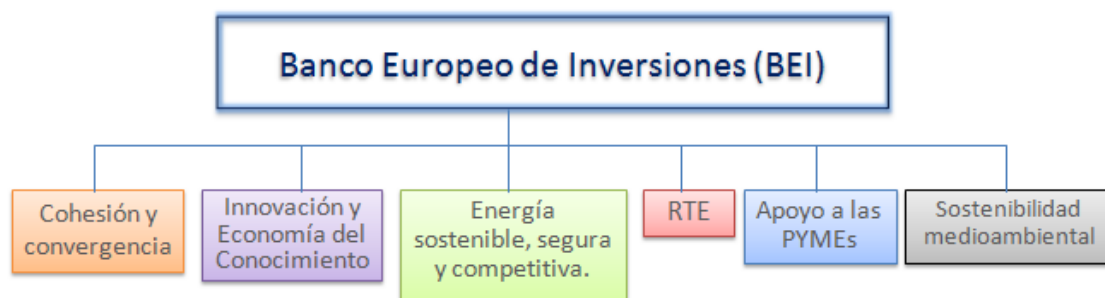 Banco Europeo de Inversiones (BEI)
Cohesión y
convergencia
Innovación y
Economía del
Conocimiento
Energía
sostenible, segura
y competitiva.
RTE
Apoyo a las
PYMEs
Sostenibilidad
medioambiental